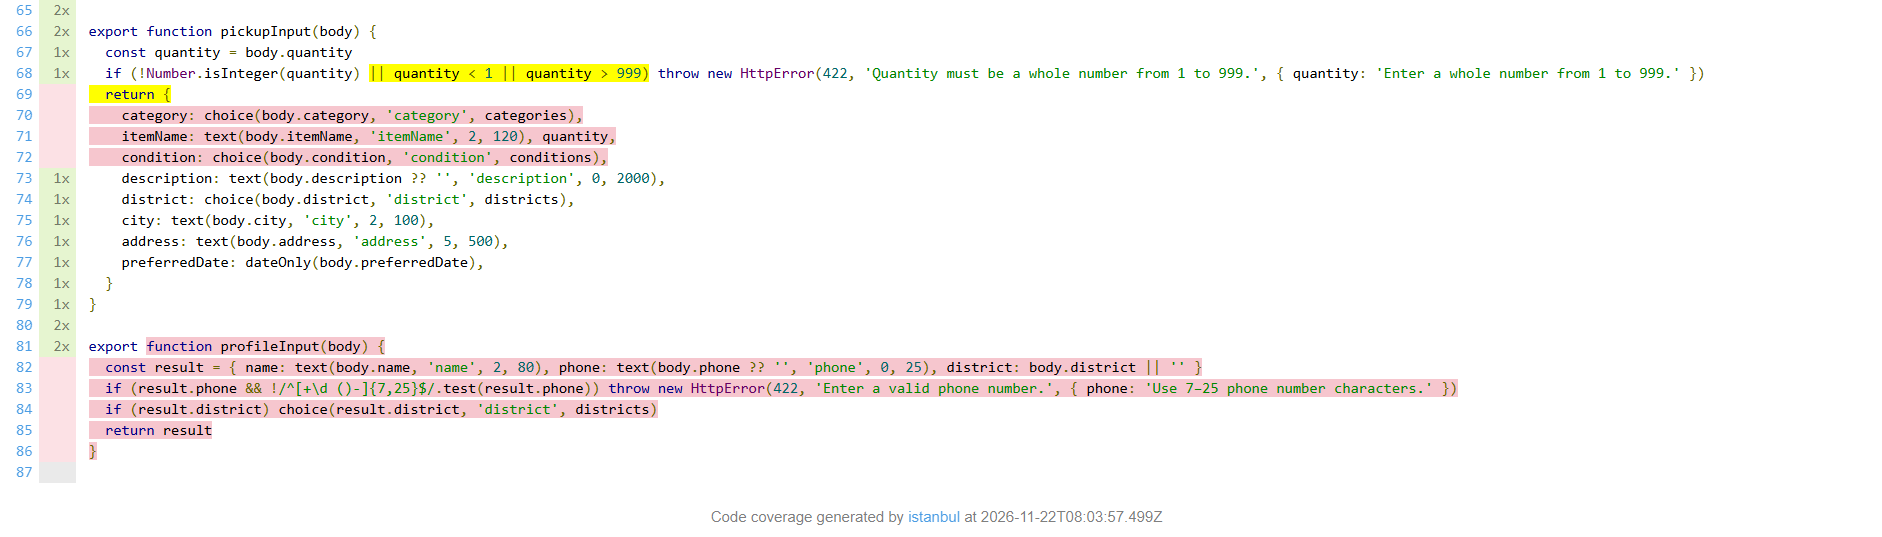 65 2x
66 2x export function pickupInput(body) {
67 1x const quantity = body.quantity
68 1x if (!Number.isInteger(quantity) || quantity < 1 || quantity > 999) throw new HttpError(422, 'Quantity must be a whole number from 1 to 999.', { quantity: 'Enter a whole number from 1 to 999.' })
69 return {
70 category: choice(body.category, 'category', categories),
71 itemName: text(body.itemName, 'itemName', 2, 120), quantity,
72 condition: choice(body.condition, 'condition', conditions),
73 1x description: text(body.description ?? '', 'description', 0, 2000),
74 1x district: choice(body.district, 'district', districts),
75 1x city: text(body.city, 'city', 2, 100),
76 1x address: text(body.address, 'address', 5, 500),
77 1x preferredDate: dateOnly(body.preferredDate),
78 1x }
79 1x }
80 2x
81 2x export function profileInput(body) {
82 const result = { name: text(body.name, 'name', 2, 80), phone: text(body.phone ?? '', 'phone', 0, 25), district: body.district || '' }
83 if (result.phone && !/^[+\d ()-]{7,25}$/.test(result.phone)) throw new HttpError(422, 'Enter a valid phone number.', { phone: 'Use 7–25 phone number characters.' })
84 if (result.district) choice(result.district, 'district', districts)
85 return result
86 }
87
Code coverage generated by istanbul at 2026-11-22T08:03:57.499Z